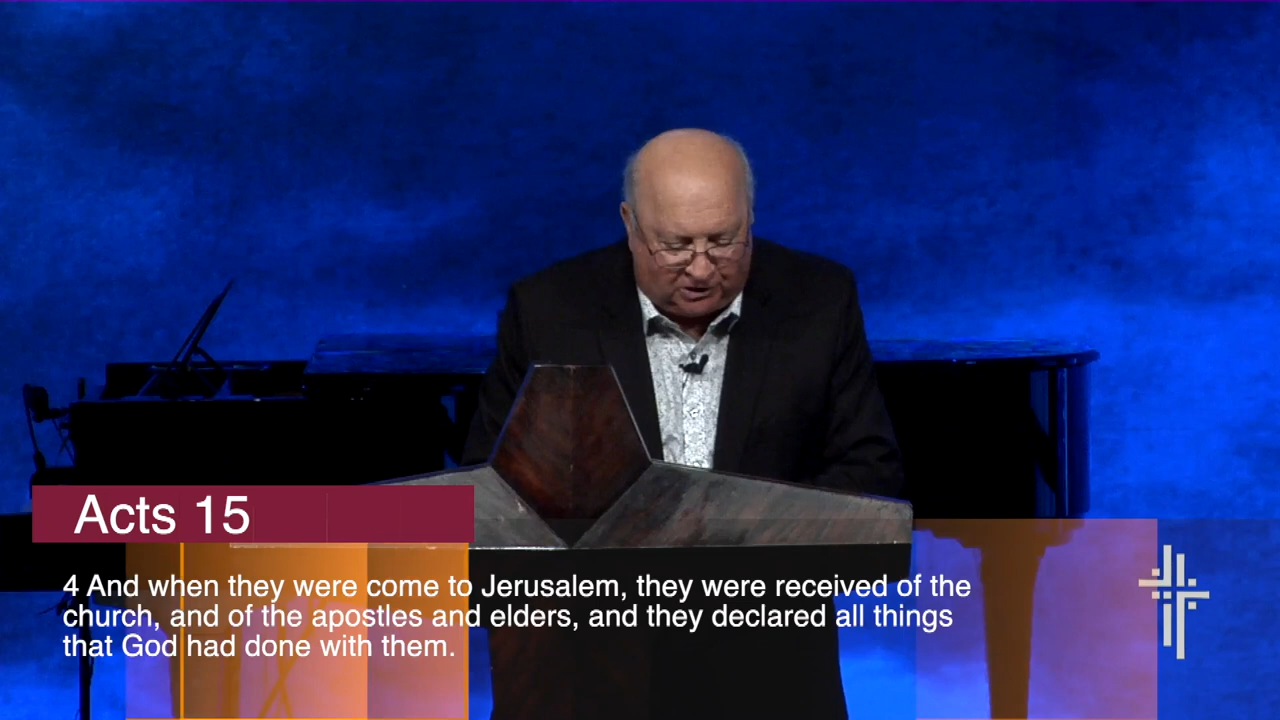 Acts 15
4 And when they were come to Jerusalem, they were received of the
church, and of the apostles and elders, and they declared all things
that God had done with them.